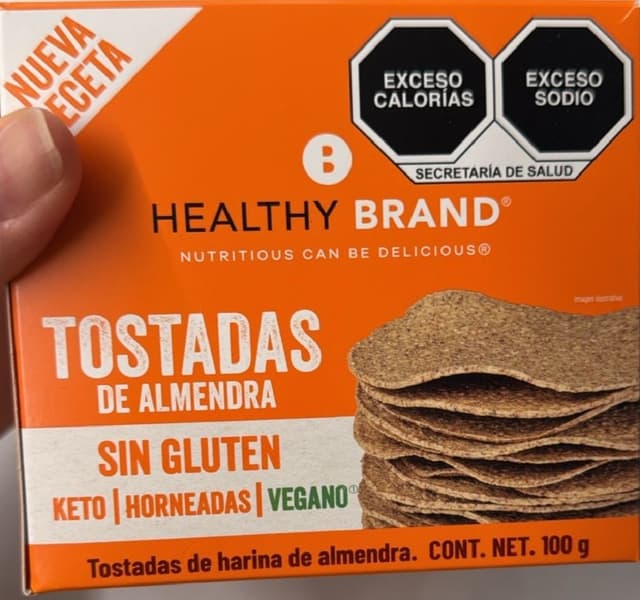 NUEVA
RECETA
EXCESO
CALORÍAS
EXCESO
SODIO
SECRETARÍA DE SALUD
B
HEALTHY BRAND®
NUTRITIOUS CAN BE DELICIOUS®
imagen ilustrativa
TOSTADAS
DE ALMENDRA
SIN GLUTEN
KETO | HORNEADAS | VEGANO
Tostadas de harina de almendra. CONT. NET. 100 g